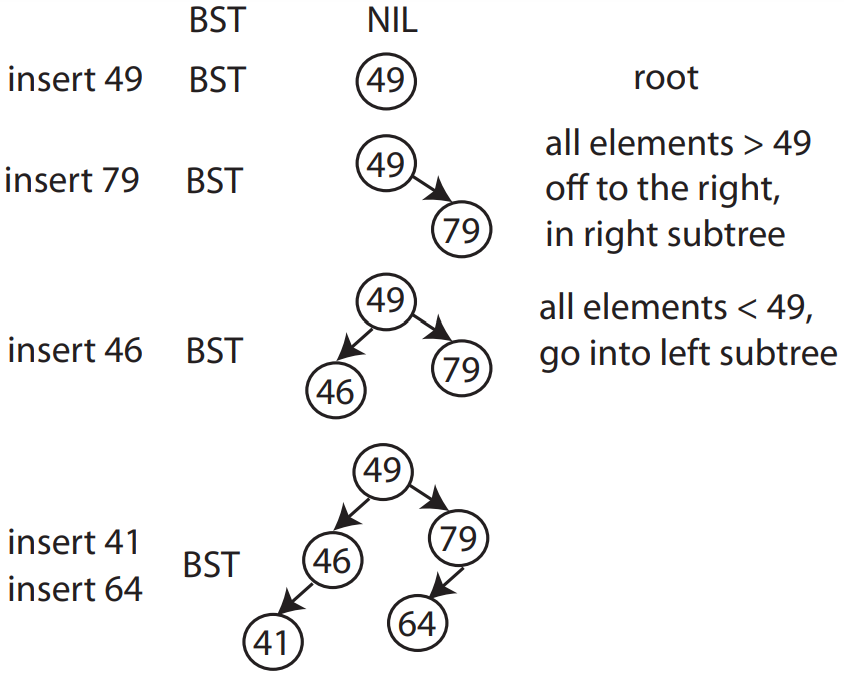 BST NIL
insert 49 BST 49 root
insert 79 BST 49 79
all elements > 49
off to the right,
in right subtree
insert 46 BST 49 46 79
all elements < 49,
go into left subtree
insert 41
insert 64
BST
49
46 79
41 64